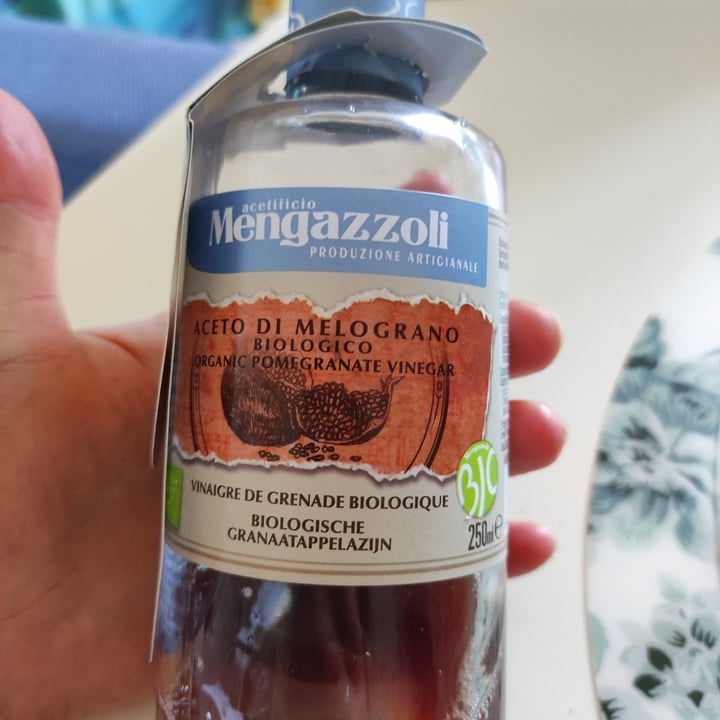 acetificio
Mengazzoli
PRODUZIONE ARTIGIANALE
ACETO DI MELOGRANO
BIOLOGICO
ORGANIC POMEGRANATE VINEGAR
BIO
VINAIGRE DE GRENADE BIOLOGIQUE
BIOLOGISCHE
GRANAATAPPELAZIJN
250ml e